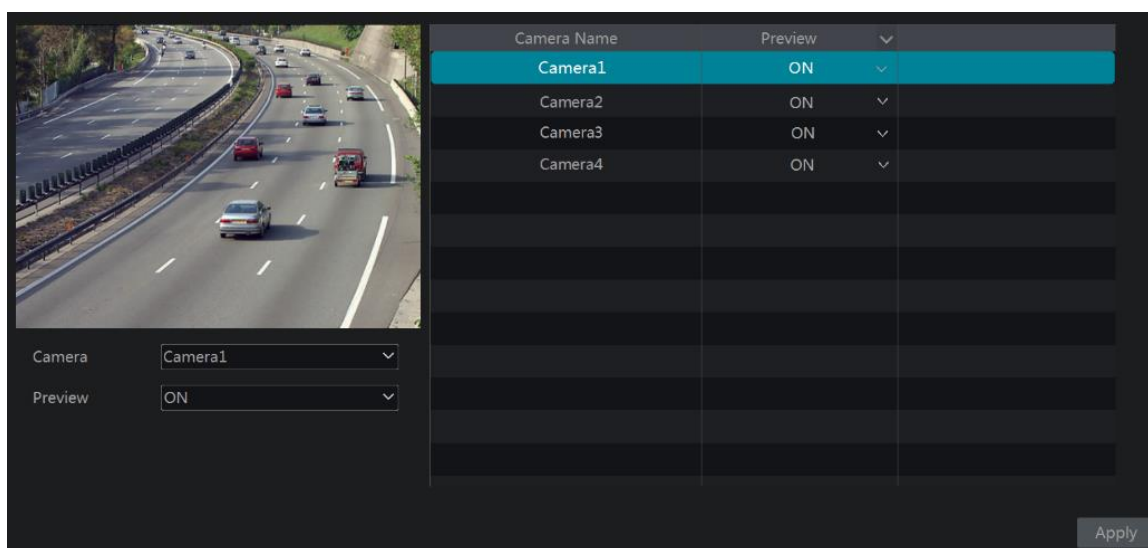 Camera Name Preview
Camera1 ON
Camera2 ON
Camera3 ON
Camera4 ON
Camera Camera1
Preview ON
Apply